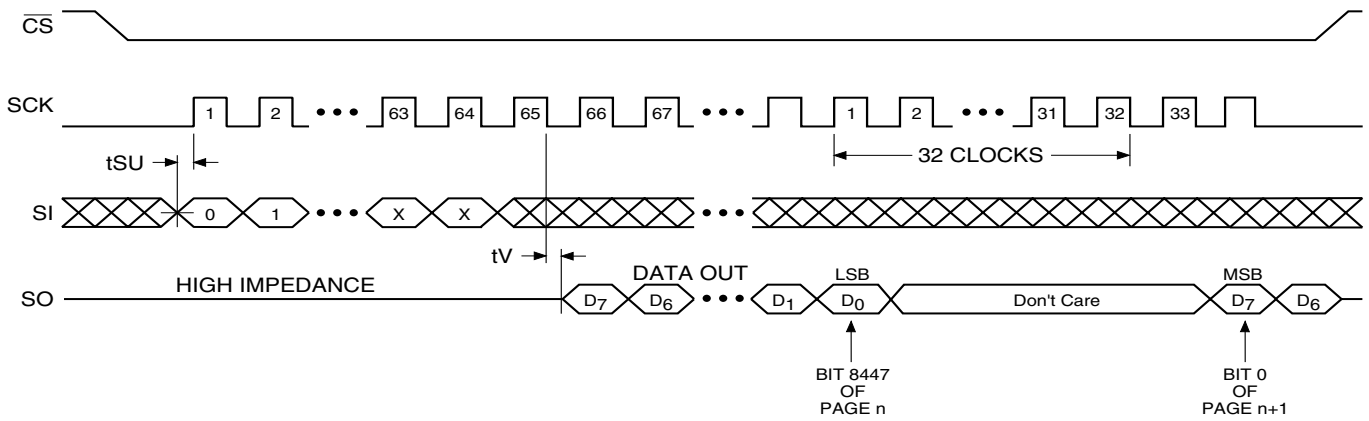 CS
SCK 1 2 ••• 63 64 65 66 67 ••• 1 2 ••• 31 32 33
tSU 32 CLOCKS
SI 0 1 ••• X X •••
tV
SO HIGH IMPEDANCE DATA OUT LSB MSB
D7 D6 ••• D1 D0 Don't Care D7 D6
BIT 8447
OF
PAGE n
BIT 0
OF
PAGE n+1